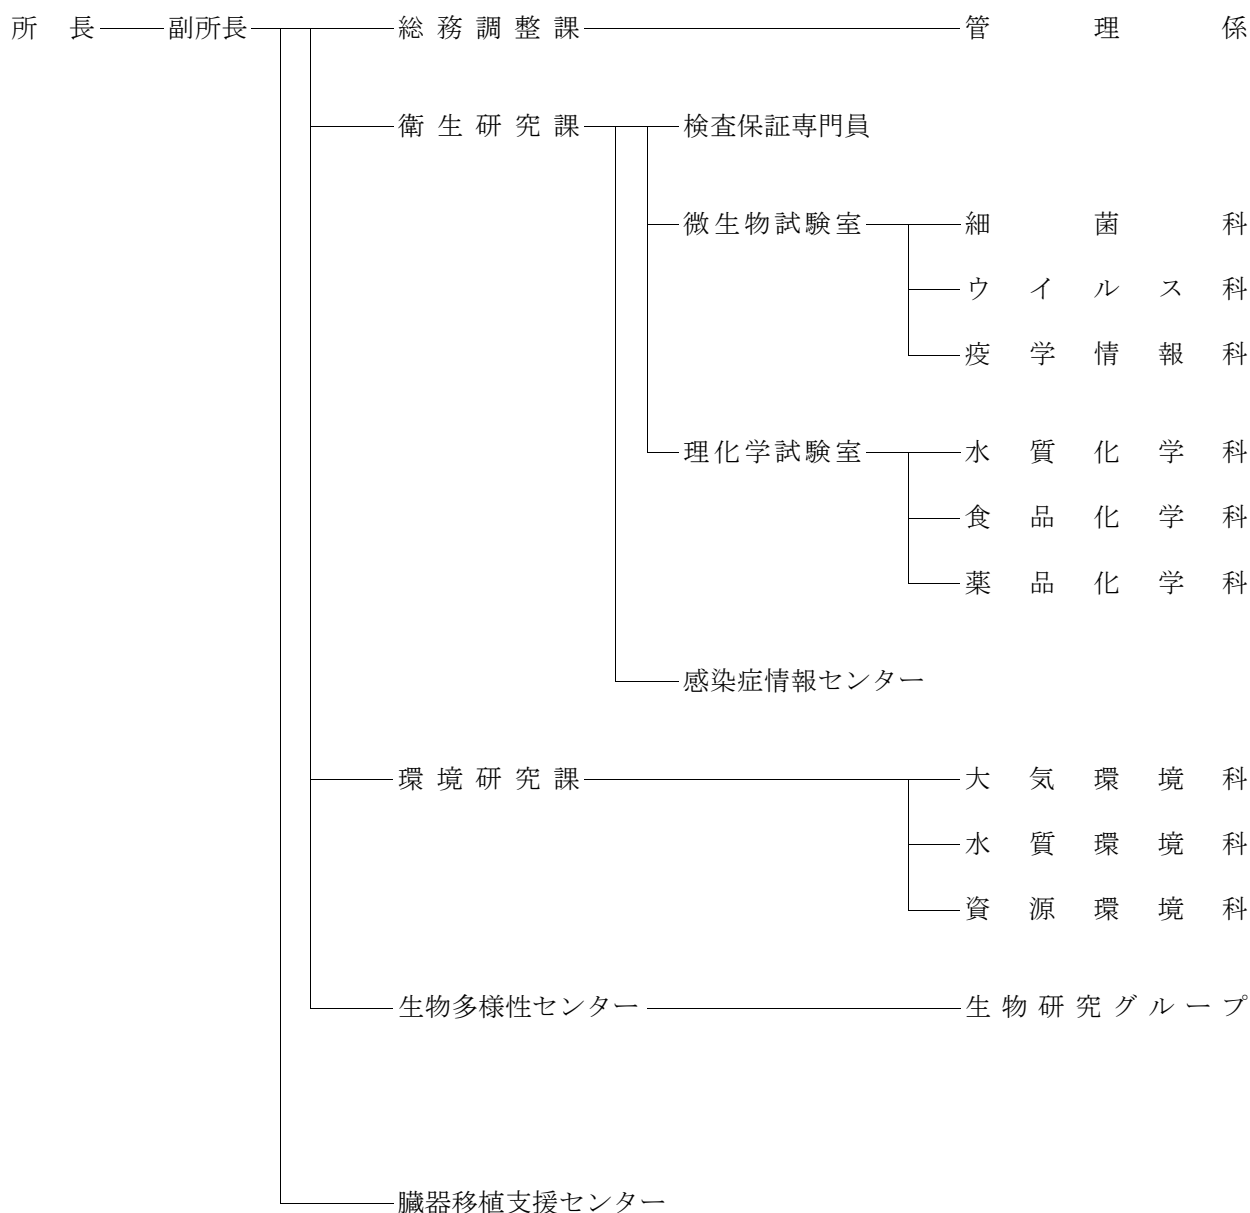 所長 副所長 総務調整課 管理係
衛生研究課 検査保証専門員
微生物試験室 細菌科
ウイルス科
疫学情報科
理化学試験室 水質化学科
食品化学科
薬品化学科
感染症情報センター
環境研究課 大気環境科
水質環境科
資源環境科
生物多様性センター 生物研究グループ
臓器移植支援センター